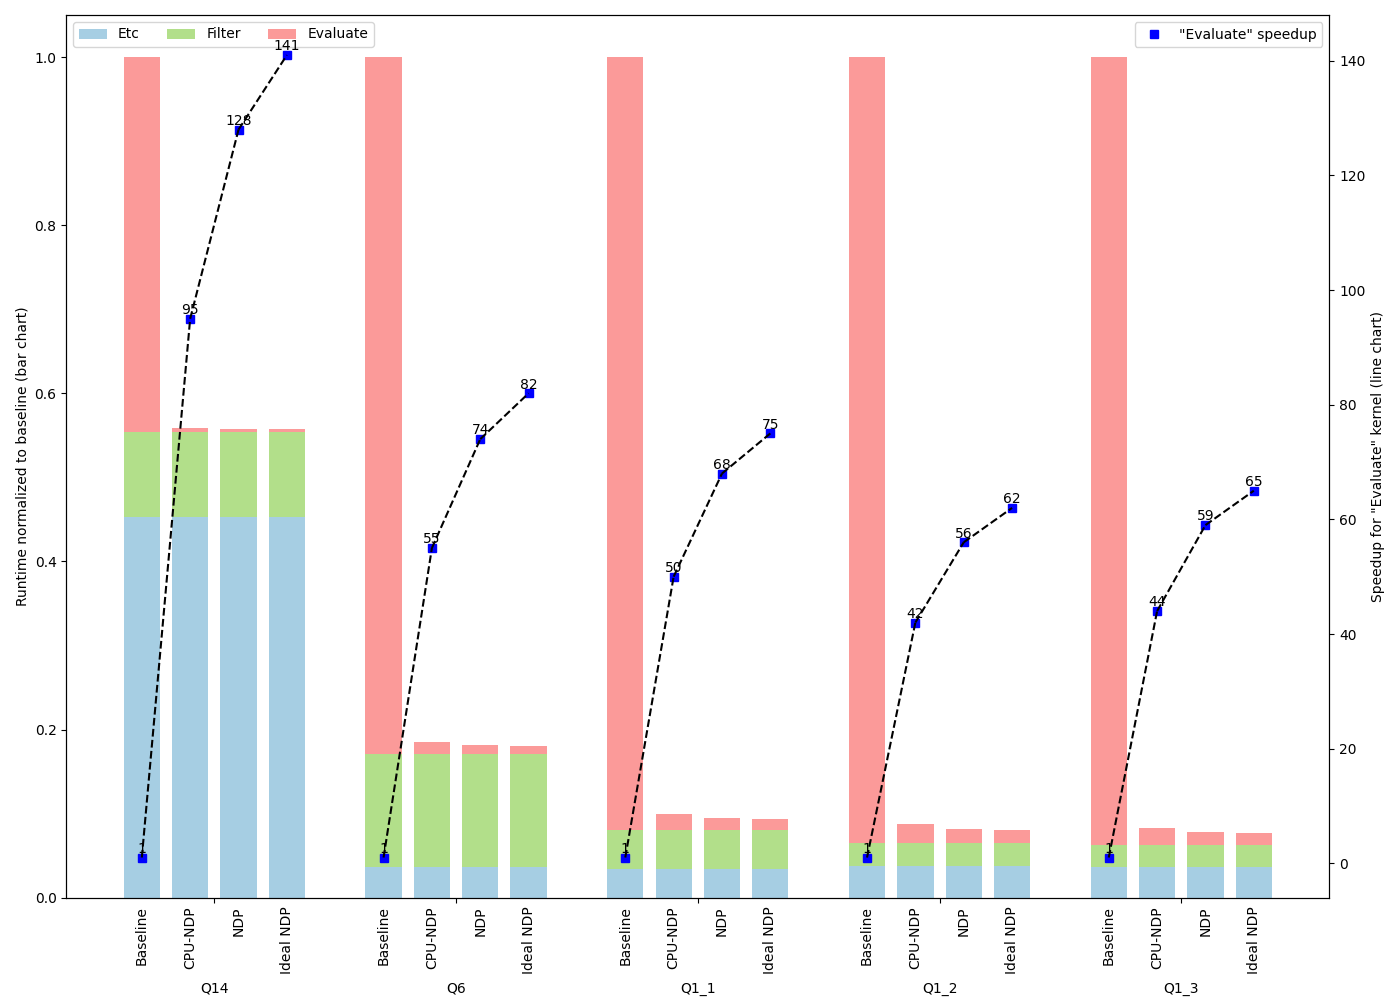 Etc Filter Evaluate
"Evaluate" speedup
Runtime normalized to baseline (bar chart)
1.0
0.8
0.6
0.4
0.2
0.0
Speedup for "Evaluate" kernel (line chart)
140
120
100
80
60
40
20
0
1 95 128 141
1 55 74 82
1 50 68 75
1 42 56 62
1 44 59 65
Baseline CPU-NDP NDP Ideal NDP
Baseline CPU-NDP NDP Ideal NDP
Baseline CPU-NDP NDP Ideal NDP
Baseline CPU-NDP NDP Ideal NDP
Baseline CPU-NDP NDP Ideal NDP
Q14 Q6 Q1_1 Q1_2 Q1_3